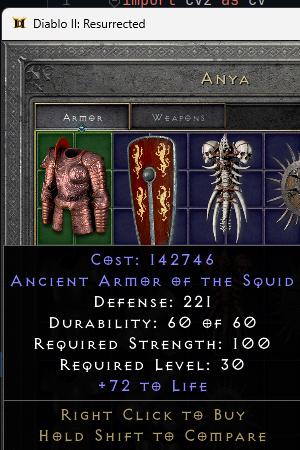 import cv2 as cv
Diablo II: Resurrected
Anya
Armor
Weapons
Cost: 142746
Ancient Armor of the Squid
Defense: 221
Durability: 60 of 60
Required Strength: 100
Required Level: 30
+72 to Life
Right Click to Buy
Hold Shift to Compare